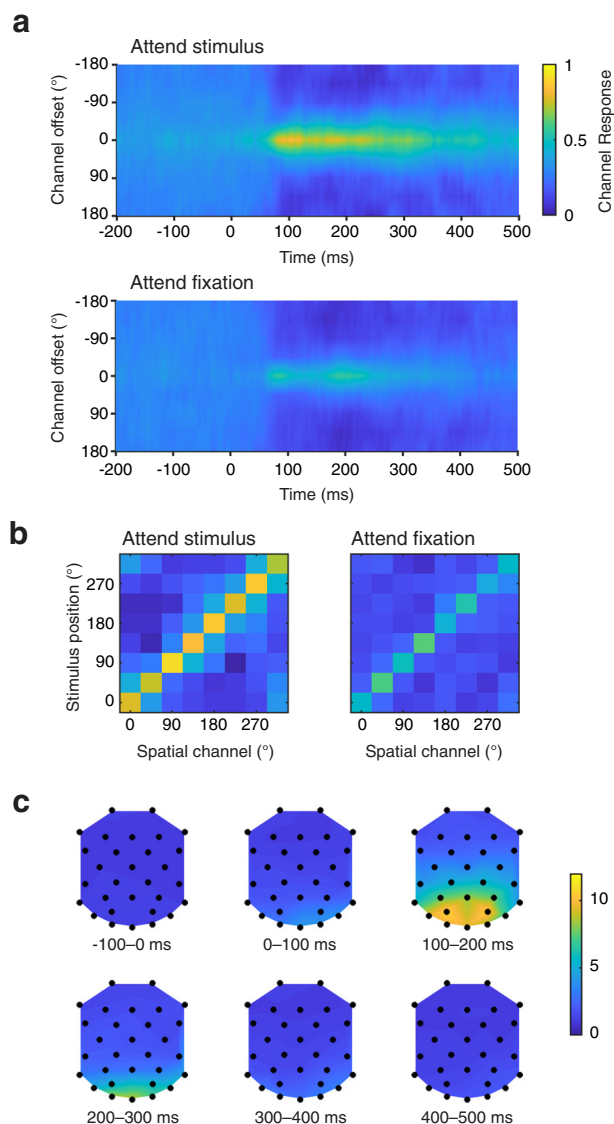 a
Attend stimulus
-180
-90
0
90
180
Channel offset (°)
-200 -100 0 100 200 300 400 500
Time (ms)
1
0.5
0
Channel Response
Attend fixation
-180
-90
0
90
180
Channel offset (°)
-200 -100 0 100 200 300 400 500
Time (ms)
b
Attend stimulus
Attend fixation
Stimulus position (°)
270
180
90
0
0 90 180 270
Spatial channel (°)
270
180
90
0
0 90 180 270
Spatial channel (°)
c
-100–0 ms
0–100 ms
100–200 ms
200–300 ms
300–400 ms
400–500 ms
10
5
0